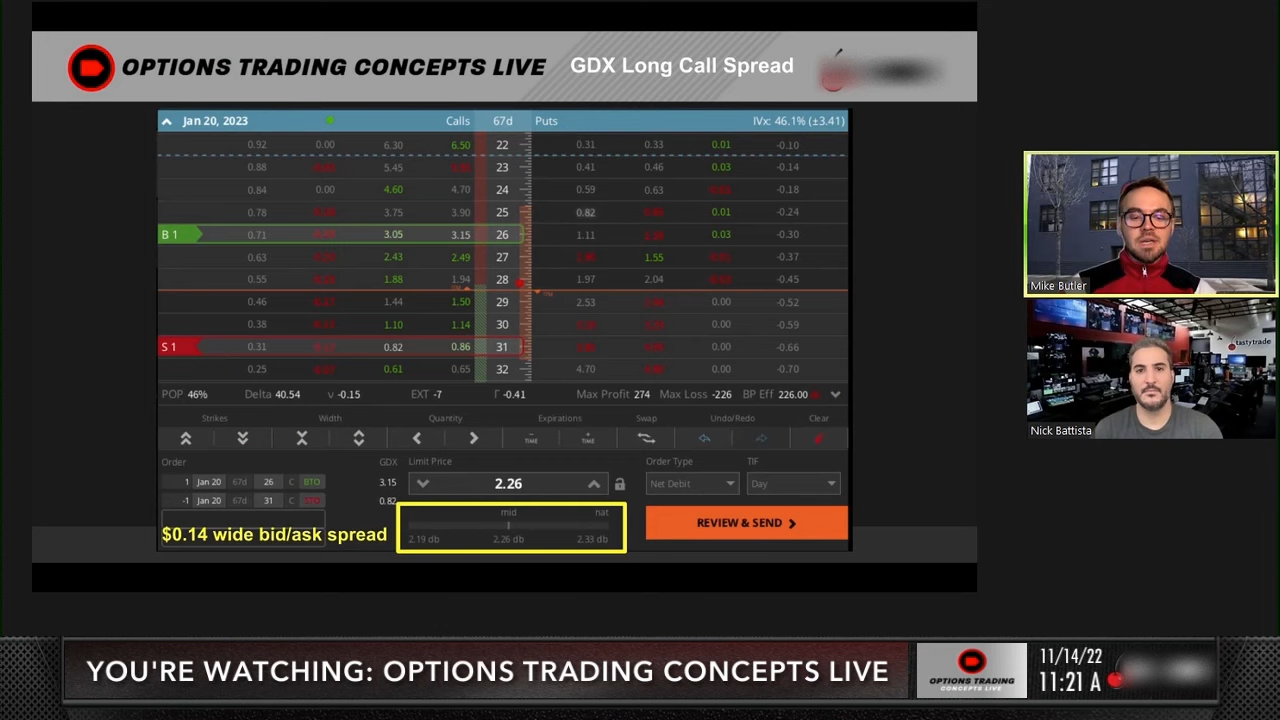 OPTIONS TRADING CONCEPTS LIVE
GDX Long Call Spread
Jan 20, 2023 Calls 67d Puts IVx: 46.1% (±3.41)
0.92 0.00 6.30 6.50 22 0.31 0.33 0.01 -0.10
0.88 5.45 23 0.41 0.46 0.03 -0.14
0.84 0.00 4.60 4.70 24 0.59 0.63 -0.18
0.78 3.75 3.90 25 0.82 0.01 -0.24
B 1 0.71 3.05 3.15 26 1.11 0.03 -0.30
0.63 2.43 2.49 27 1.55 -0.37
0.55 1.88 1.94 28 1.97 2.04 -0.45
0.46 1.44 1.50 29 2.53 0.00 -0.52
0.38 1.10 1.14 30 0.00 -0.59
S 1 0.31 0.82 0.86 31 0.00 -0.66
0.25 0.61 0.65 32 4.70 0.00 -0.70
POP 46% Delta 40.54 ν -0.15 EXT -7 Γ -0.41 Max Profit 274 Max Loss -226 BP Eff 226.00
Strikes Width Quantity Expirations Swap Undo/Redo Clear
TIME TIME
Order GDX Limit Price Order Type TIF
1 Jan 20 67d 26 C BTO 3.15 2.26 Net Debit Day
-1 Jan 20 67d 31 C STO 0.82
$0.14 wide bid/ask spread
mid nat
2.19 db 2.26 db 2.33 db
REVIEW & SEND
Mike Butler
tastytrade
Nick Battista
YOU'RE WATCHING: OPTIONS TRADING CONCEPTS LIVE
OPTIONS TRADING
CONCEPTS LIVE
11/14/22
11:21 A